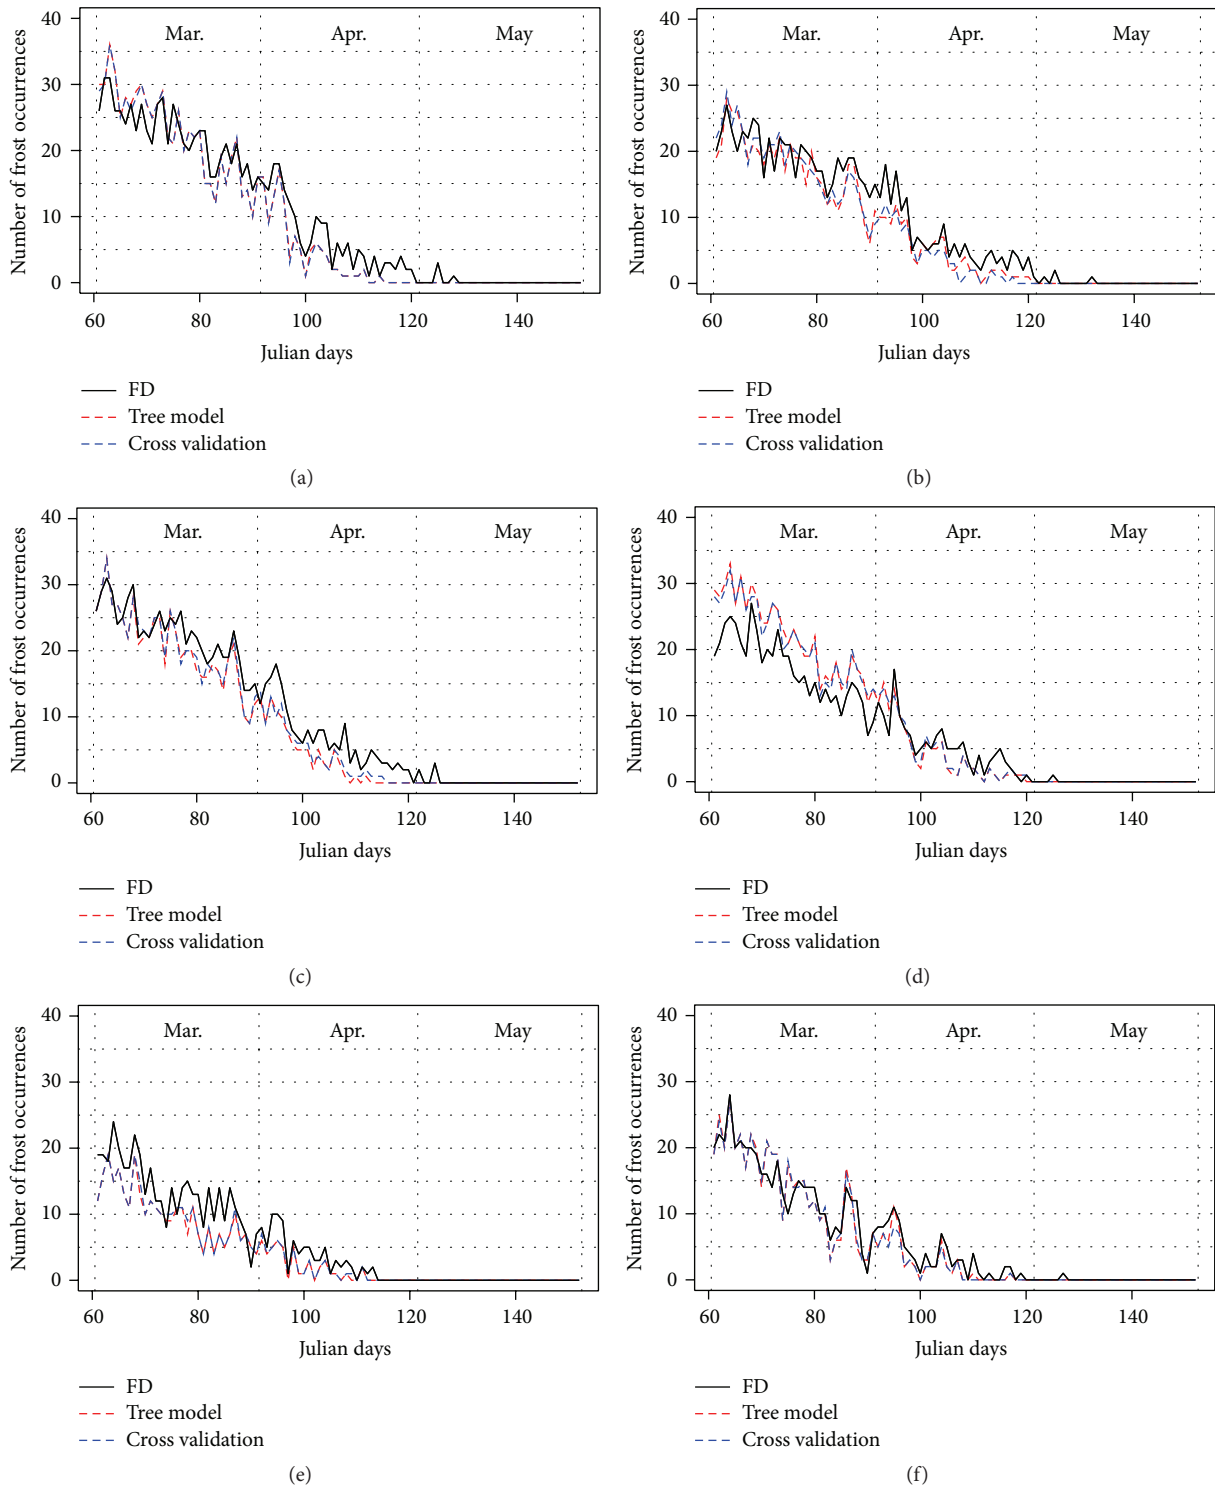 Number of frost occurrences
40
30
20
10
0
Mar.
Apr.
May
60
80
100
120
140
Julian days
FD
Tree model
Cross validation
(a)
Number of frost occurrences
40
30
20
10
0
Mar.
Apr.
May
60
80
100
120
140
Julian days
FD
Tree model
Cross validation
(b)
Number of frost occurrences
40
30
20
10
0
Mar.
Apr.
May
60
80
100
120
140
Julian days
FD
Tree model
Cross validation
(c)
Number of frost occurrences
40
30
20
10
0
Mar.
Apr.
May
60
80
100
120
140
Julian days
FD
Tree model
Cross validation
(d)
Number of frost occurrences
40
30
20
10
0
Mar.
Apr.
May
60
80
100
120
140
Julian days
FD
Tree model
Cross validation
(e)
Number of frost occurrences
40
30
20
10
0
Mar.
Apr.
May
60
80
100
120
140
Julian days
FD
Tree model
Cross validation
(f)